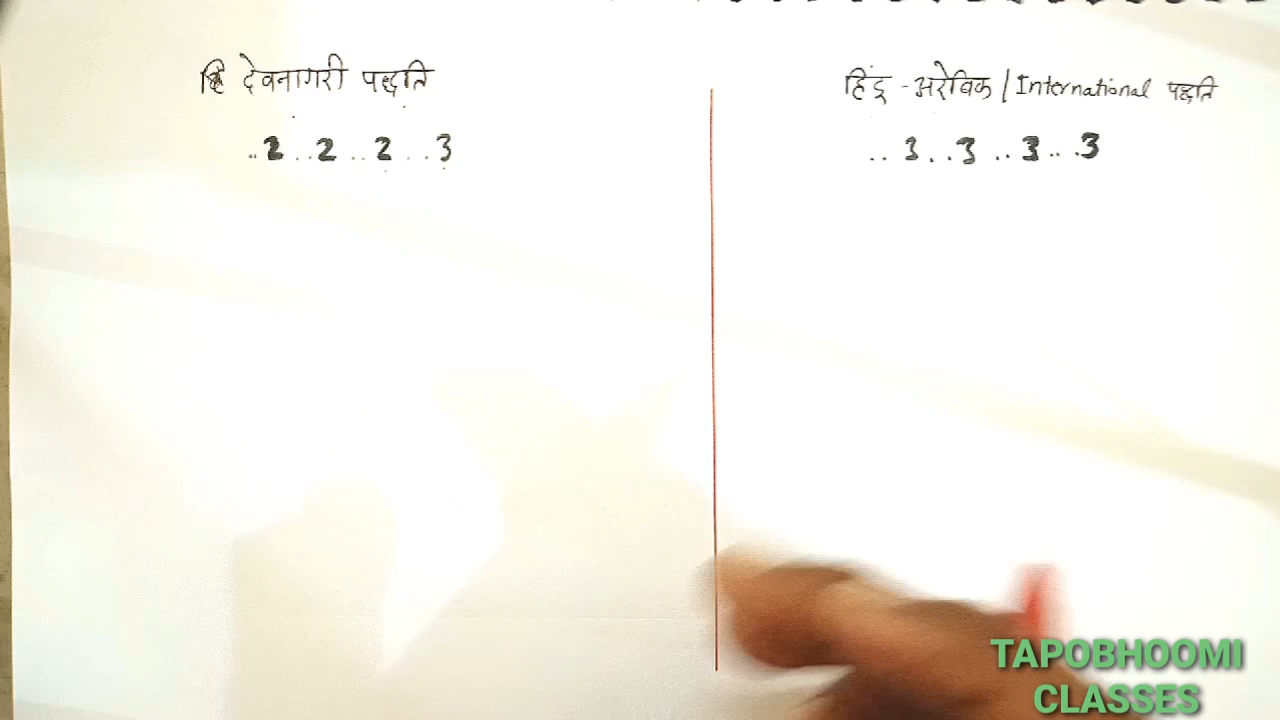 देवनागरी पद्धति
..2..2..2..3
हिंदू - अरेविक / International पद्धति
..3..3..3...3
TAPOBHOOMI
CLASSES